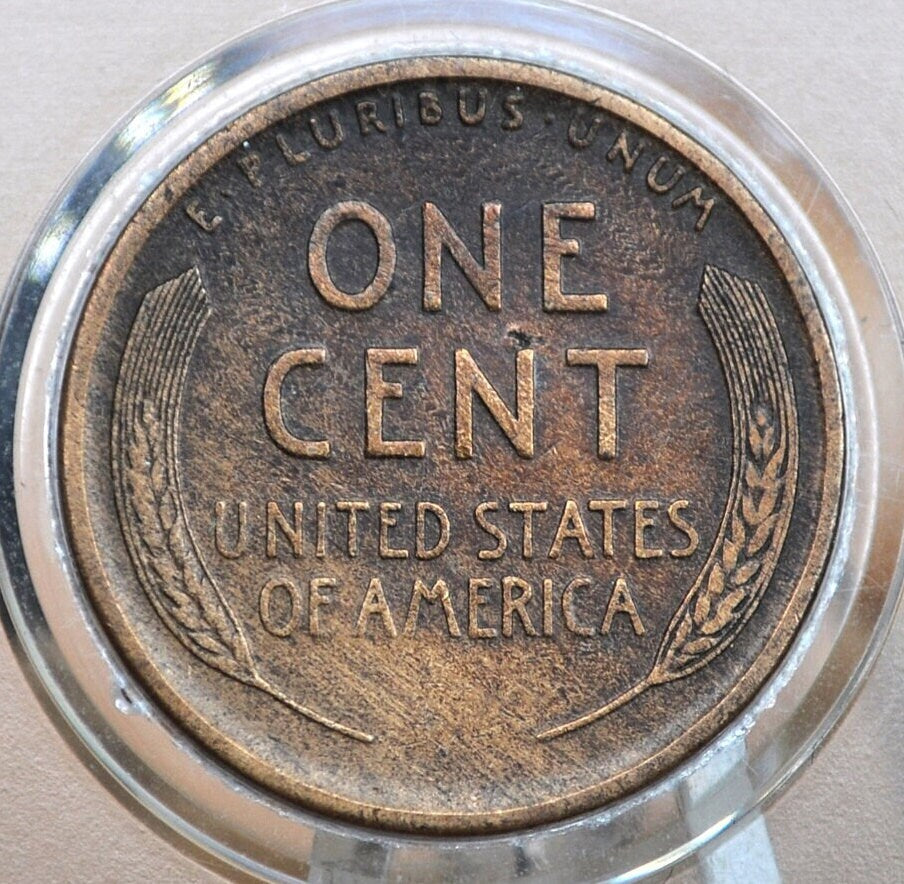 E · PLURIBUS · UNUM
ONE
CENT
UNITED STATES
OF AMERICA